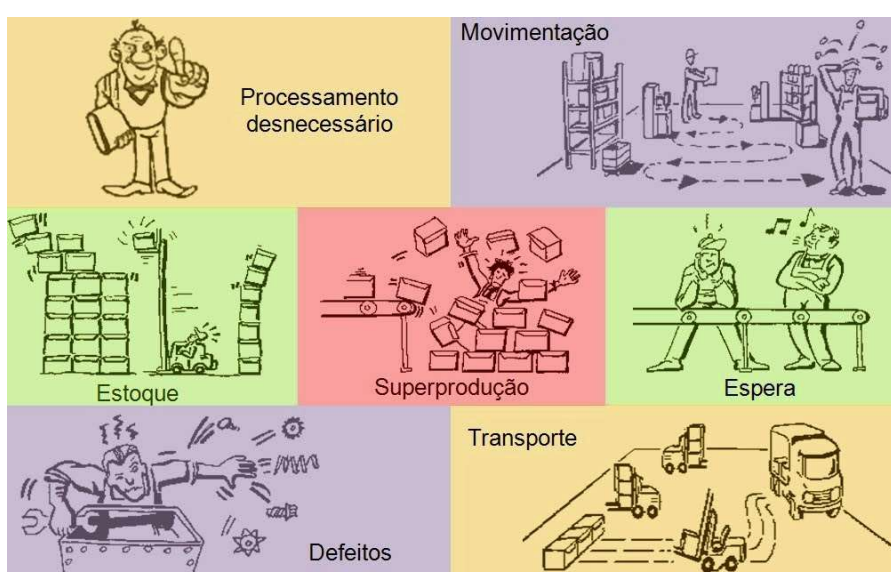 Processamento
desnecessário
Movimentação
Estoque
Superprodução
Espera
Defeitos
Transporte